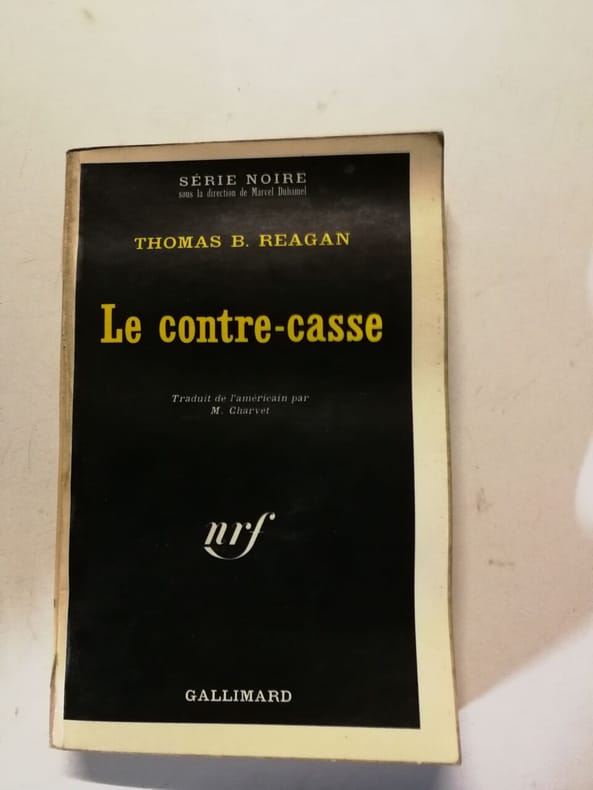 SÉRIE NOIRE
sous la direction de Marcel Duhamel
THOMAS B. REAGAN
Le contre-casse
Traduit de l'américain par
M. Charvet
nrf
GALLIMARD